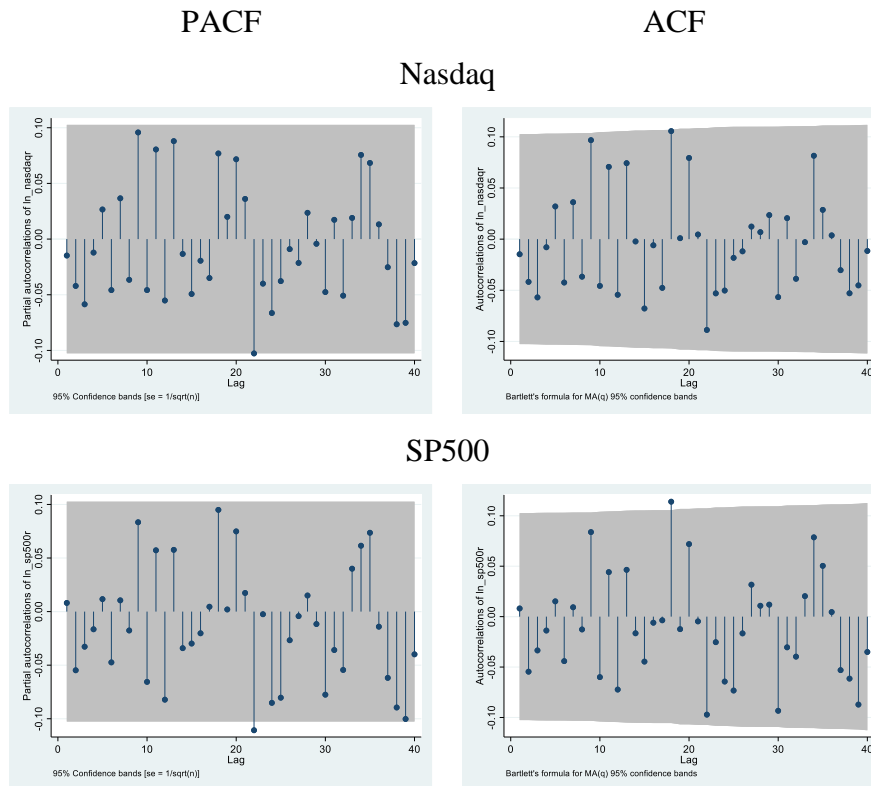 PACF
ACF
Nasdaq
Partial autocorrelations of ln_nasdaqr
0.10
0.05
0.00
-0.05
-0.10
0
10
20
30
40
Lag
95% Confidence bands [se = 1/sqrt(n)]
Autocorrelations of ln_nasdaqr
0.10
0.05
0.00
-0.05
-0.10
0
10
20
30
40
Lag
Bartlett's formula for MA(q) 95% confidence bands
SP500
Partial autocorrelations of ln_sp500r
0.10
0.05
0.00
-0.05
-0.10
0
10
20
30
40
Lag
95% Confidence bands [se = 1/sqrt(n)]
Autocorrelations of ln_sp500r
0.10
0.05
0.00
-0.05
-0.10
0
10
20
30
40
Lag
Bartlett's formula for MA(q) 95% confidence bands